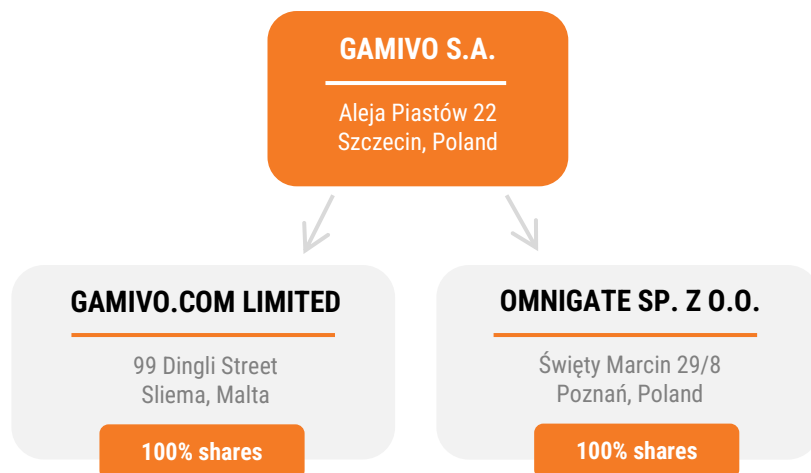 GAMIVO S.A.
Aleja Piastów 22
Szczecin, Poland
GAMIVO.COM LIMITED
99 Dingli Street
Sliema, Malta
100% shares
OMNIGATE SP. Z O.O.
Święty Marcin 29/8
Poznań, Poland
100% shares